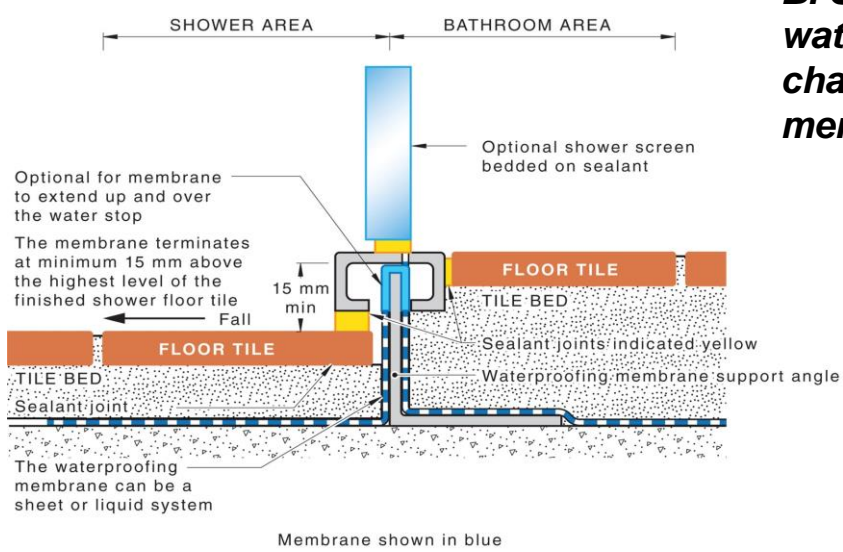 SHOWER AREA
BATHROOM AREA
Optional shower screen
bedded on sealant
Optional for membrane
to extend up and over
the water stop
The membrane terminates
at minimum 15 mm above
the highest level of the
finished shower floor tile
15 mm
min
Fall
FLOOR TILE
TILE BED
FLOOR TILE
Sealant joints indicated yellow
TILE BED
Waterproofing membrane support angle
Sealant joint
The waterproofing
membrane can be a
sheet or liquid system
Membrane shown in blue